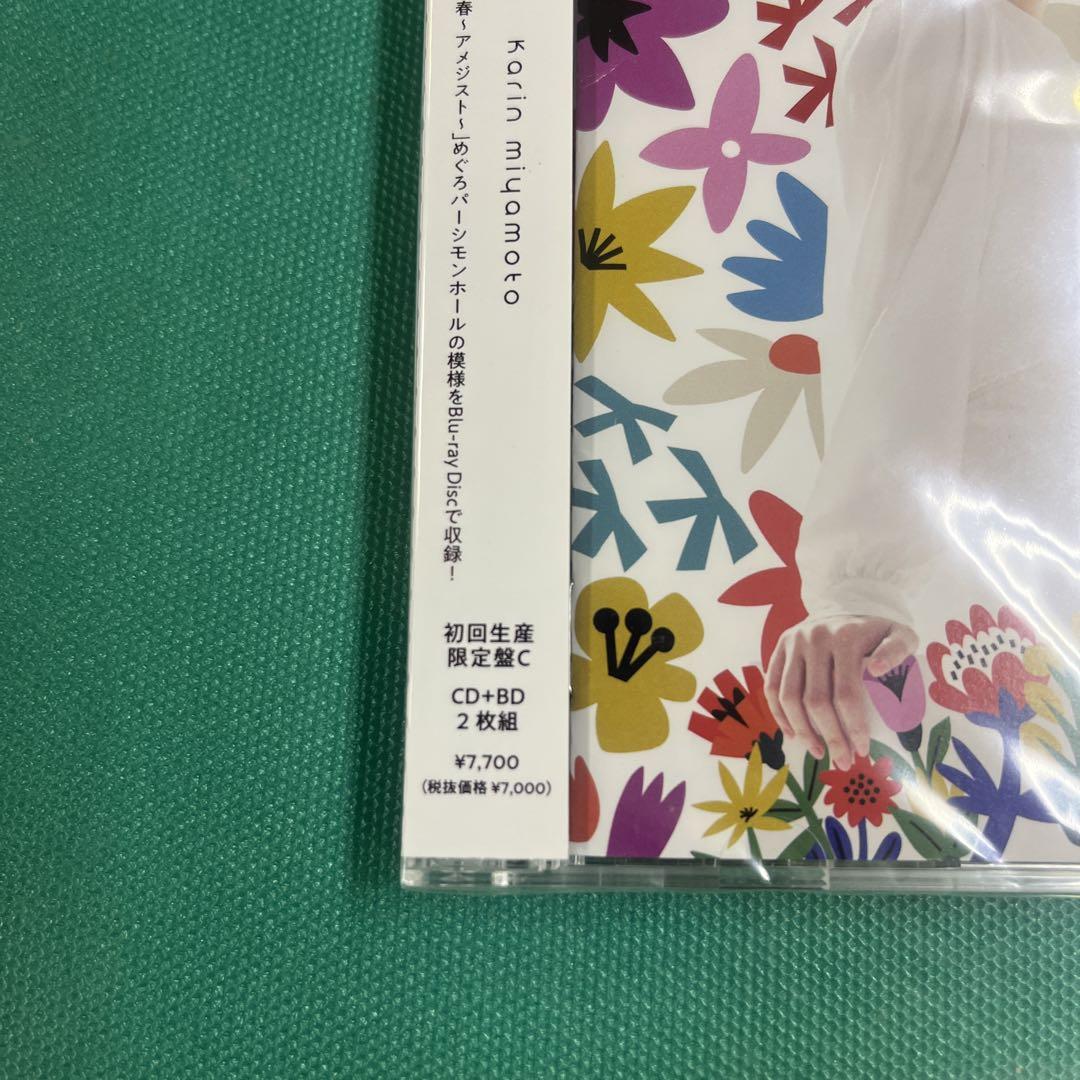 karin miyamoto
春～アメジスト～」めぐろパーシモンホールの模様をBlu-ray Discで収録！
初回生産
限定盤C
CD+BD
2枚組
¥7,700
（税抜価格 ¥7,000）